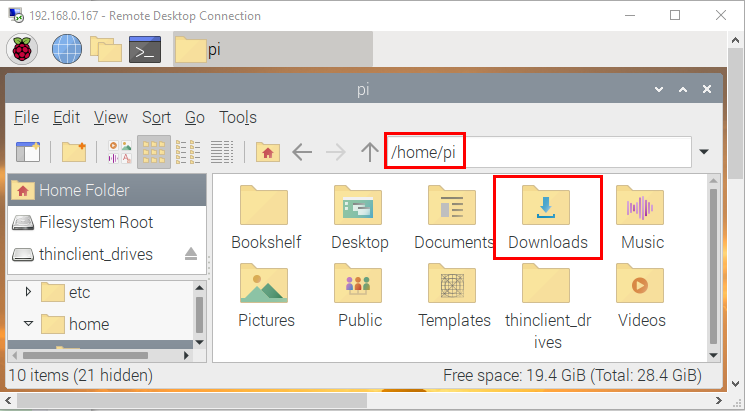 192.168.0.167 - Remote Desktop Connection
pi
pi
File Edit View Sort Go Tools
/home/pi
Home Folder
Filesystem Root
thinclient_drives
etc
home
Bookshelf Desktop Documents Downloads Music
Pictures Public Templates thinclient_dr
ives Videos
10 items (21 hidden) Free space: 19.4 GiB (Total: 28.4 GiB)